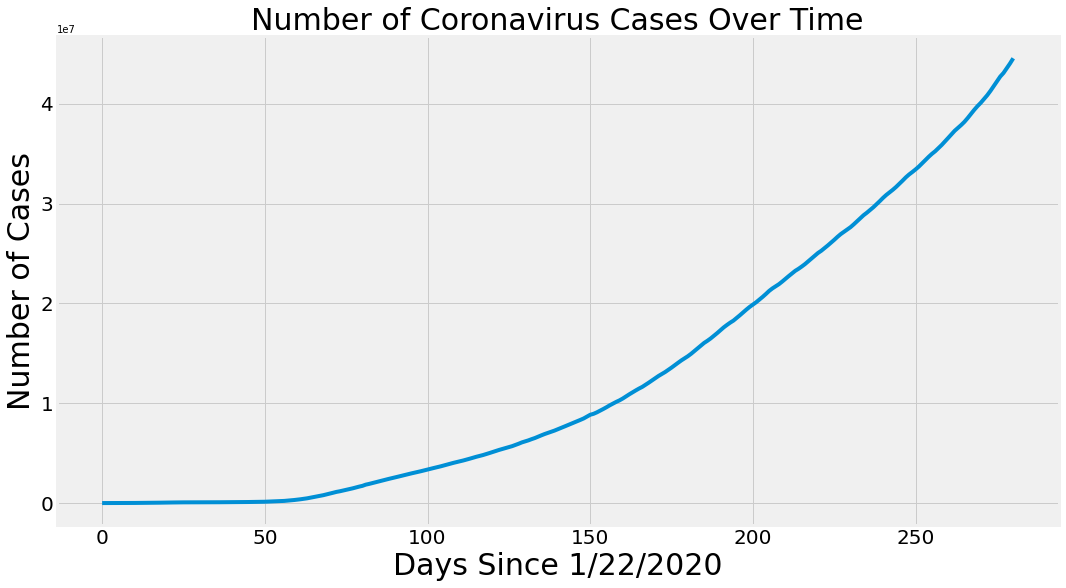 Number of Coronavirus Cases Over Time
1e7
4
3
2
1
0
Number of Cases
0 50 100 150 200 250
Days Since 1/22/2020